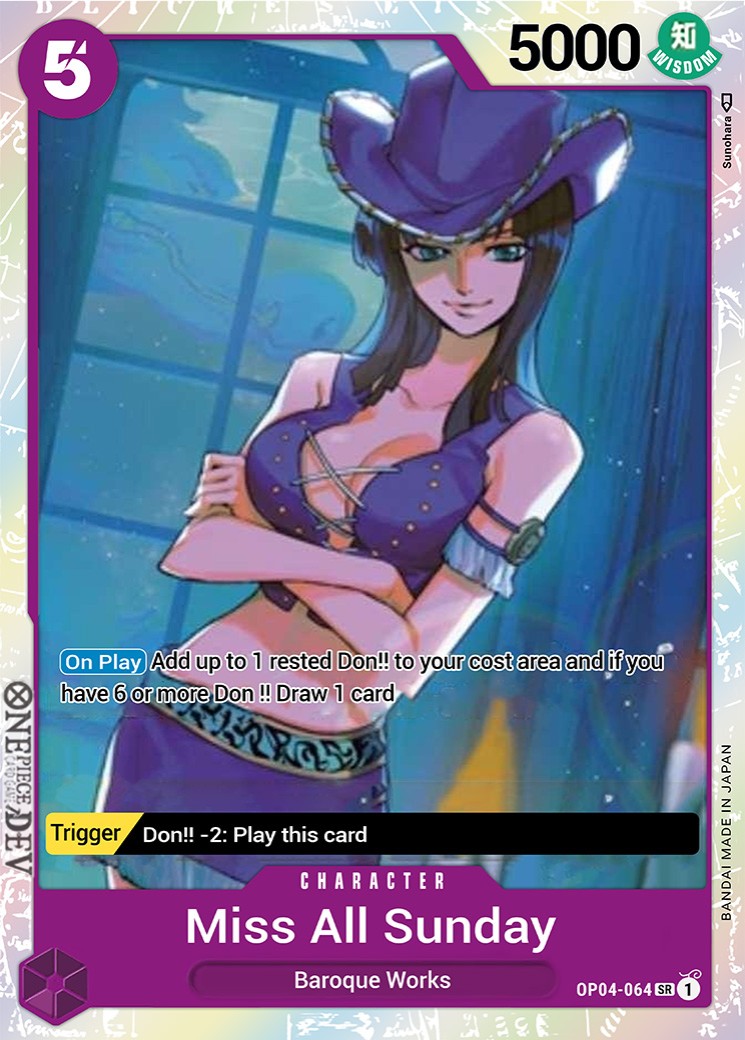 5
5000
知
WISDOM
Sunohara
On Play Add up to 1 rested Don!! to your cost area and if you
have 6 or more Don !! Draw 1 card
ONE PIECE.DEV
BANDAI MADE IN JAPAN
Trigger Don!! -2: Play this card
CHARACTER
Miss All Sunday
Baroque Works
OP04-064 SR 1